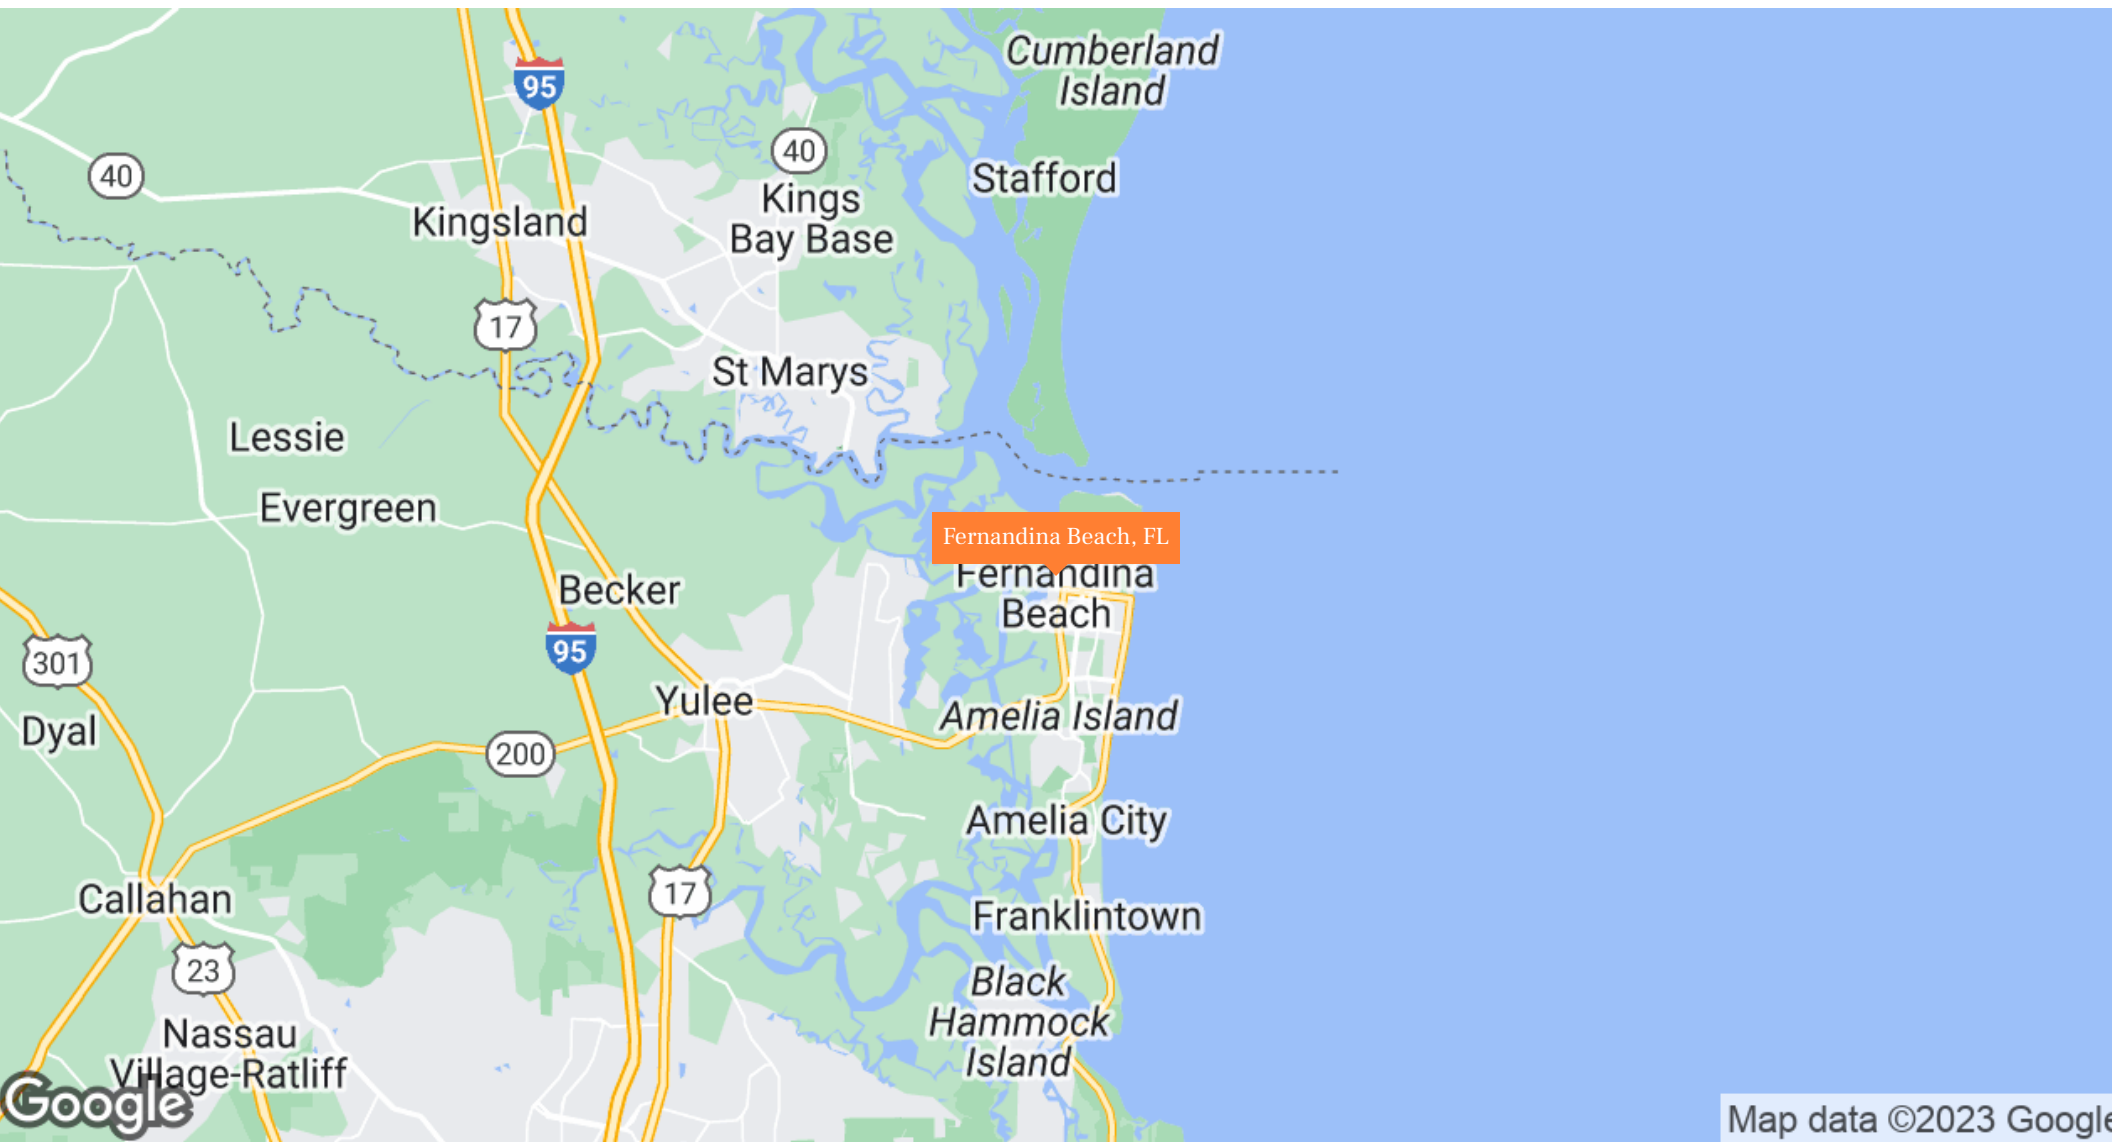 Cumberland
Island
95
40
40
Stafford
Kings
Bay Base
Kingsland
17
St Marys
Lessie
Evergreen
Fernandina Beach, FL
Fernandina
Beach
Becker
95
301
Yulee
Amelia Island
Dyal
200
Amelia City
Callahan
17
Franklintown
23
Black
Hammock
Island
Nassau
Village-Ratliff
Google
Map data ©2023 Google